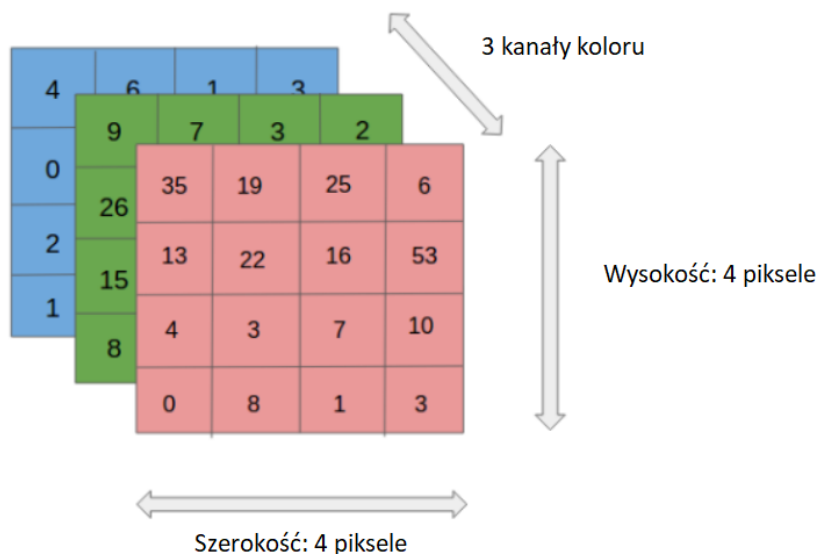 3 kanały koloru
4 6 1 3
9 7 3 2
0
35 19 25 6
26
13 22 16 53
2
Wysokość: 4 piksele
15
4 3 7 10
1
8
0 8 1 3
Szerokość: 4 piksele